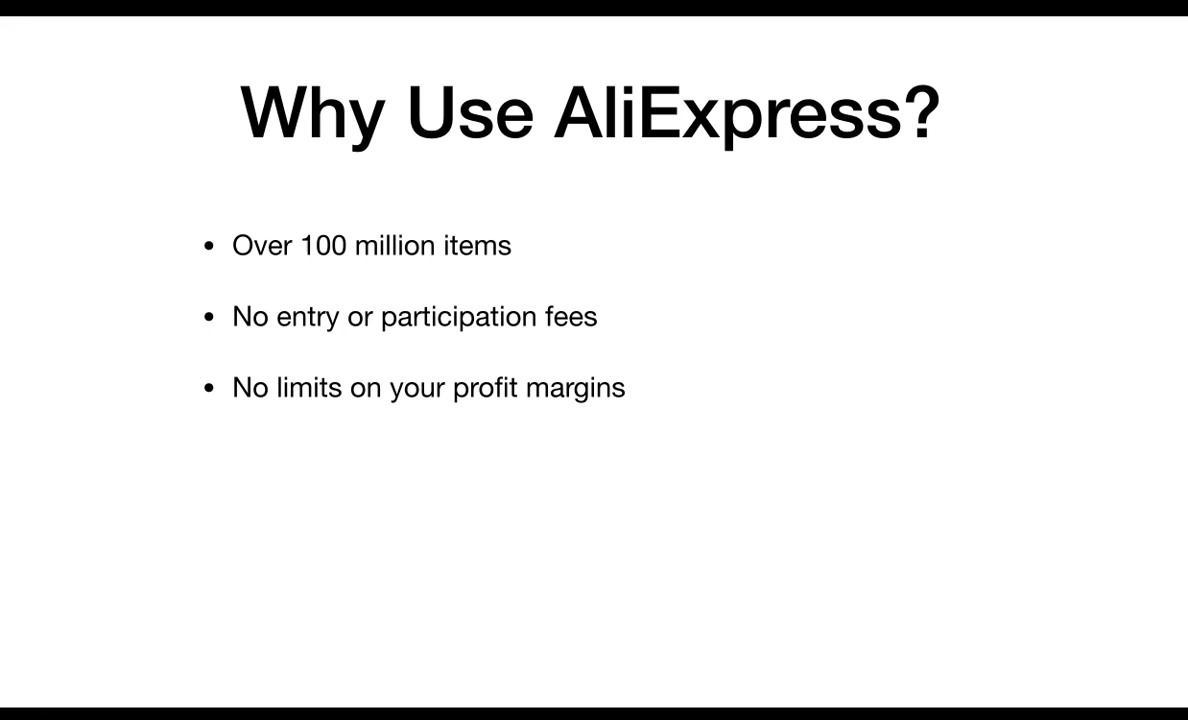 Why Use AliExpress?
• Over 100 million items
• No entry or participation fees
• No limits on your profit margins